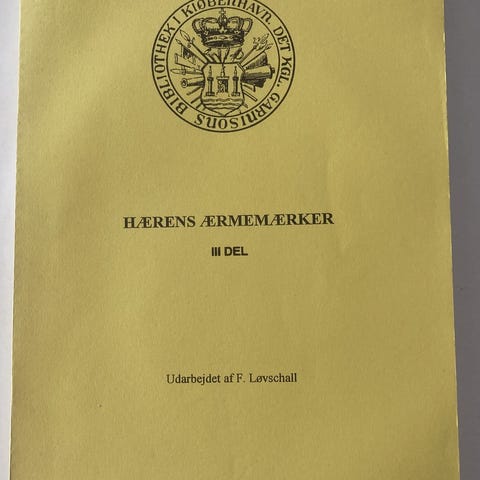 DET KGL. GARNISONS BIBLIOTHEK I KIØBENHAVN.
HÆRENS ÆRMEMÆRKER
III DEL
Udarbejdet af F. Løvschall